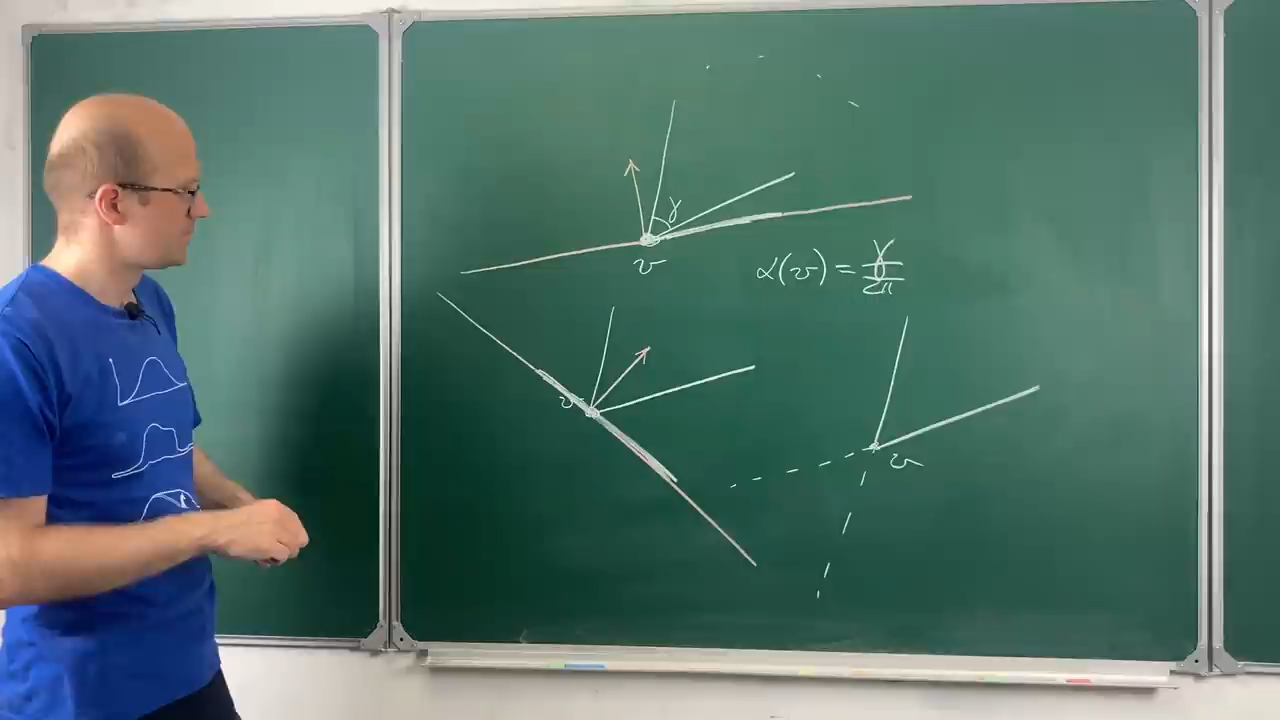 γ
v
α(v) = γ/2π
v
v